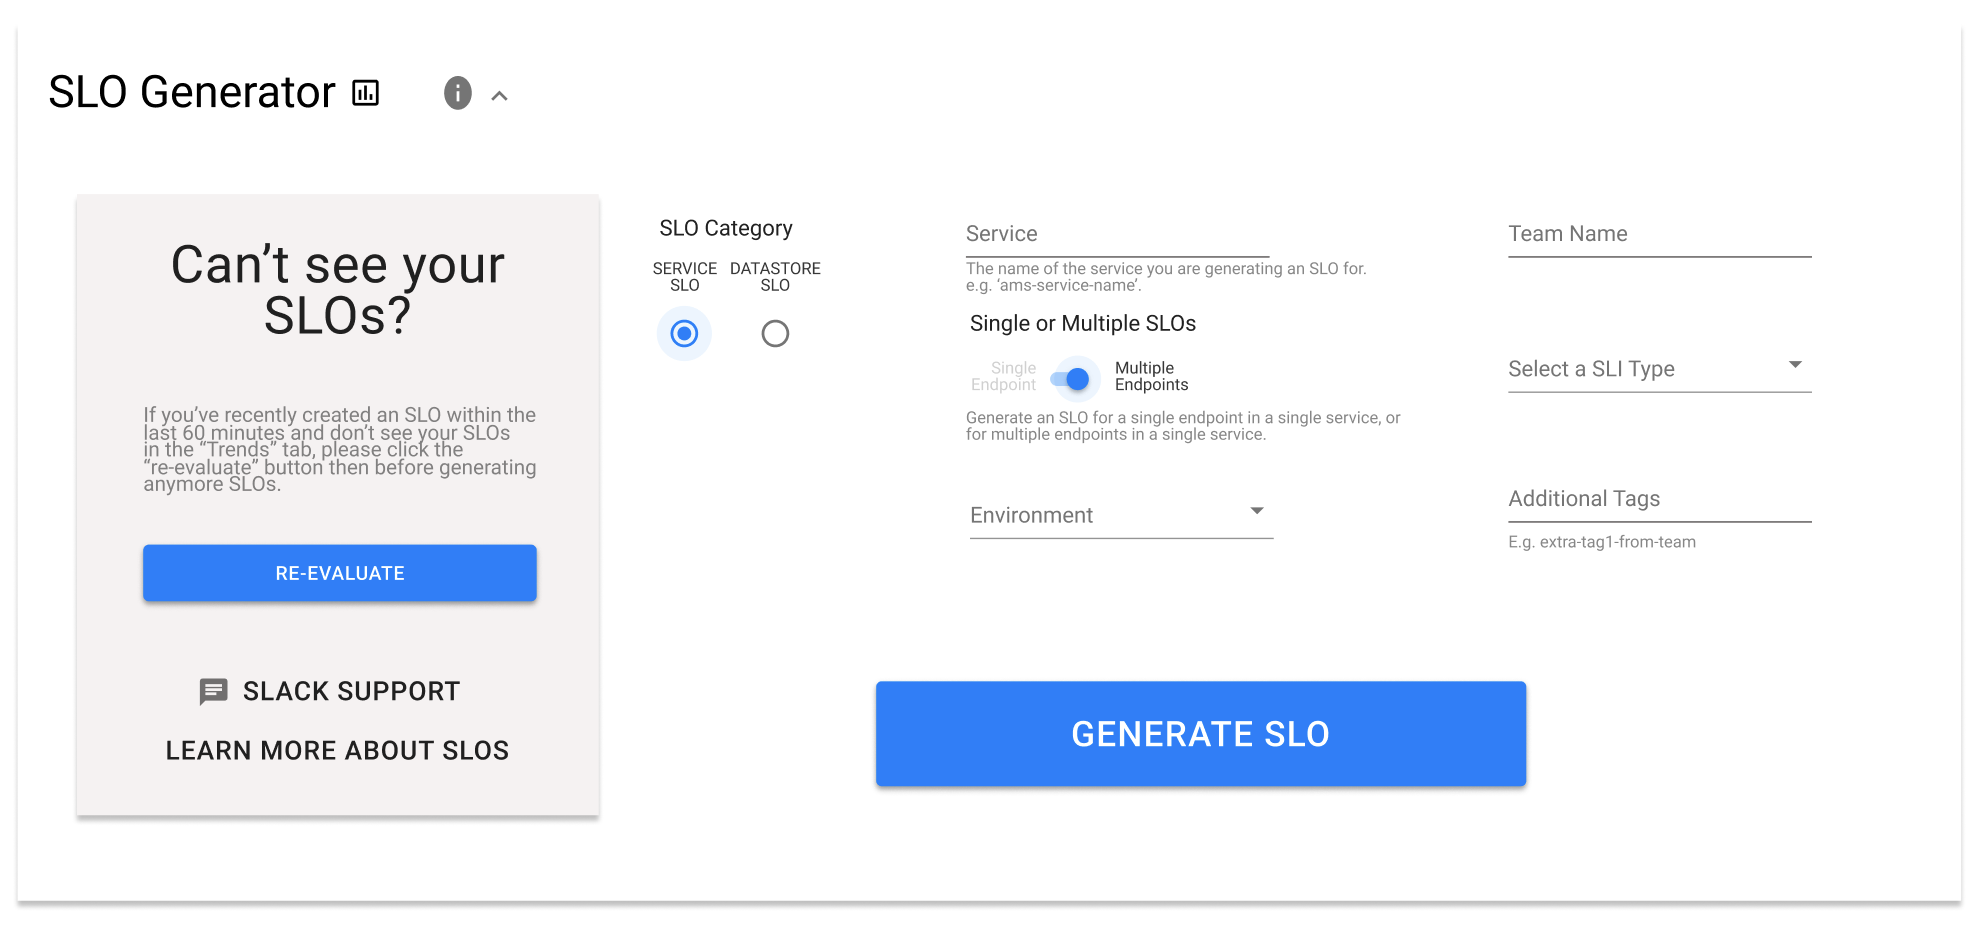 SLO Generator
Can’t see your
SLOs?
If you’ve recently created an SLO within the
last 60 minutes and don’t see your SLOs
in the “Trends” tab, please click the
“re-evaluate” button then before generating
anymore SLOs.
RE-EVALUATE
SLACK SUPPORT
LEARN MORE ABOUT SLOS
SLO Category
SERVICE
SLO
DATASTORE
SLO
Service
The name of the service you are generating an SLO for.
e.g. ‘ams-service-name’.
Single or Multiple SLOs
Single
Endpoint
Multiple
Endpoints
Generate an SLO for a single endpoint in a single service, or
for multiple endpoints in a single service.
Environment
Team Name
Select a SLI Type
Additional Tags
E.g. extra-tag1-from-team
GENERATE SLO